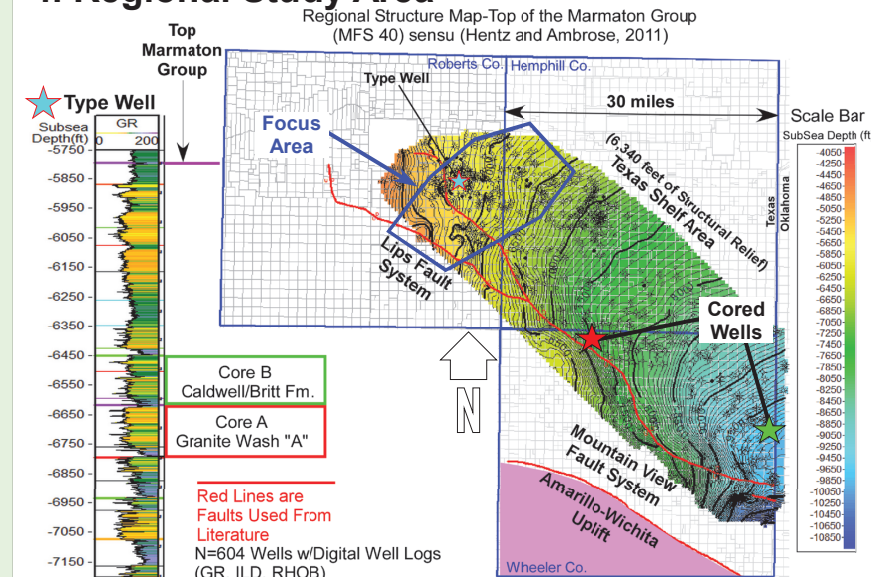 Regional Study Area
Regional Structure Map-Top of the Marmaton Group
(MFS 40) sensu (Hentz and Ambrose, 2011)
Top
Marmaton
Group
Type Well
Subsea
Depth(ft)
GR
0 200
-5750
-5850
-5950
-6050
-6150
-6250
-6350
-6450
-6550
-6650
-6750
-6850
-6950
-7050
-7150
Core B
Caldwell/Britt Fm.
Core A
Granite Wash "A"
Red Lines are
Faults Used From
Literature
N=604 Wells w/Digital Well Logs
(GR, ILD, RHOB)
Roberts Co. Hemphill Co.
Type Well
30 miles
Focus
Area
(6,340 feet of Structural Relief)
Texas Shelf Area
Lips Fault
System
Texas
Oklahoma
Cored
Wells
N
Mountain View
Fault System
Amarillo-Wichita
Uplift
Wheeler Co.
Scale Bar
SubSea Depth (ft
-4050
-4250
-4450
-4650
-4850
-5050
-5250
-5450
-5650
-5850
-6050
-6250
-6450
-6650
-6850
-7050
-7250
-7450
-7650
-7850
-8050
-8250
-8450
-8650
-8850
-9050
-9250
-9450
-9650
-9850
-10050
-10250
-10450
-10650
-10850